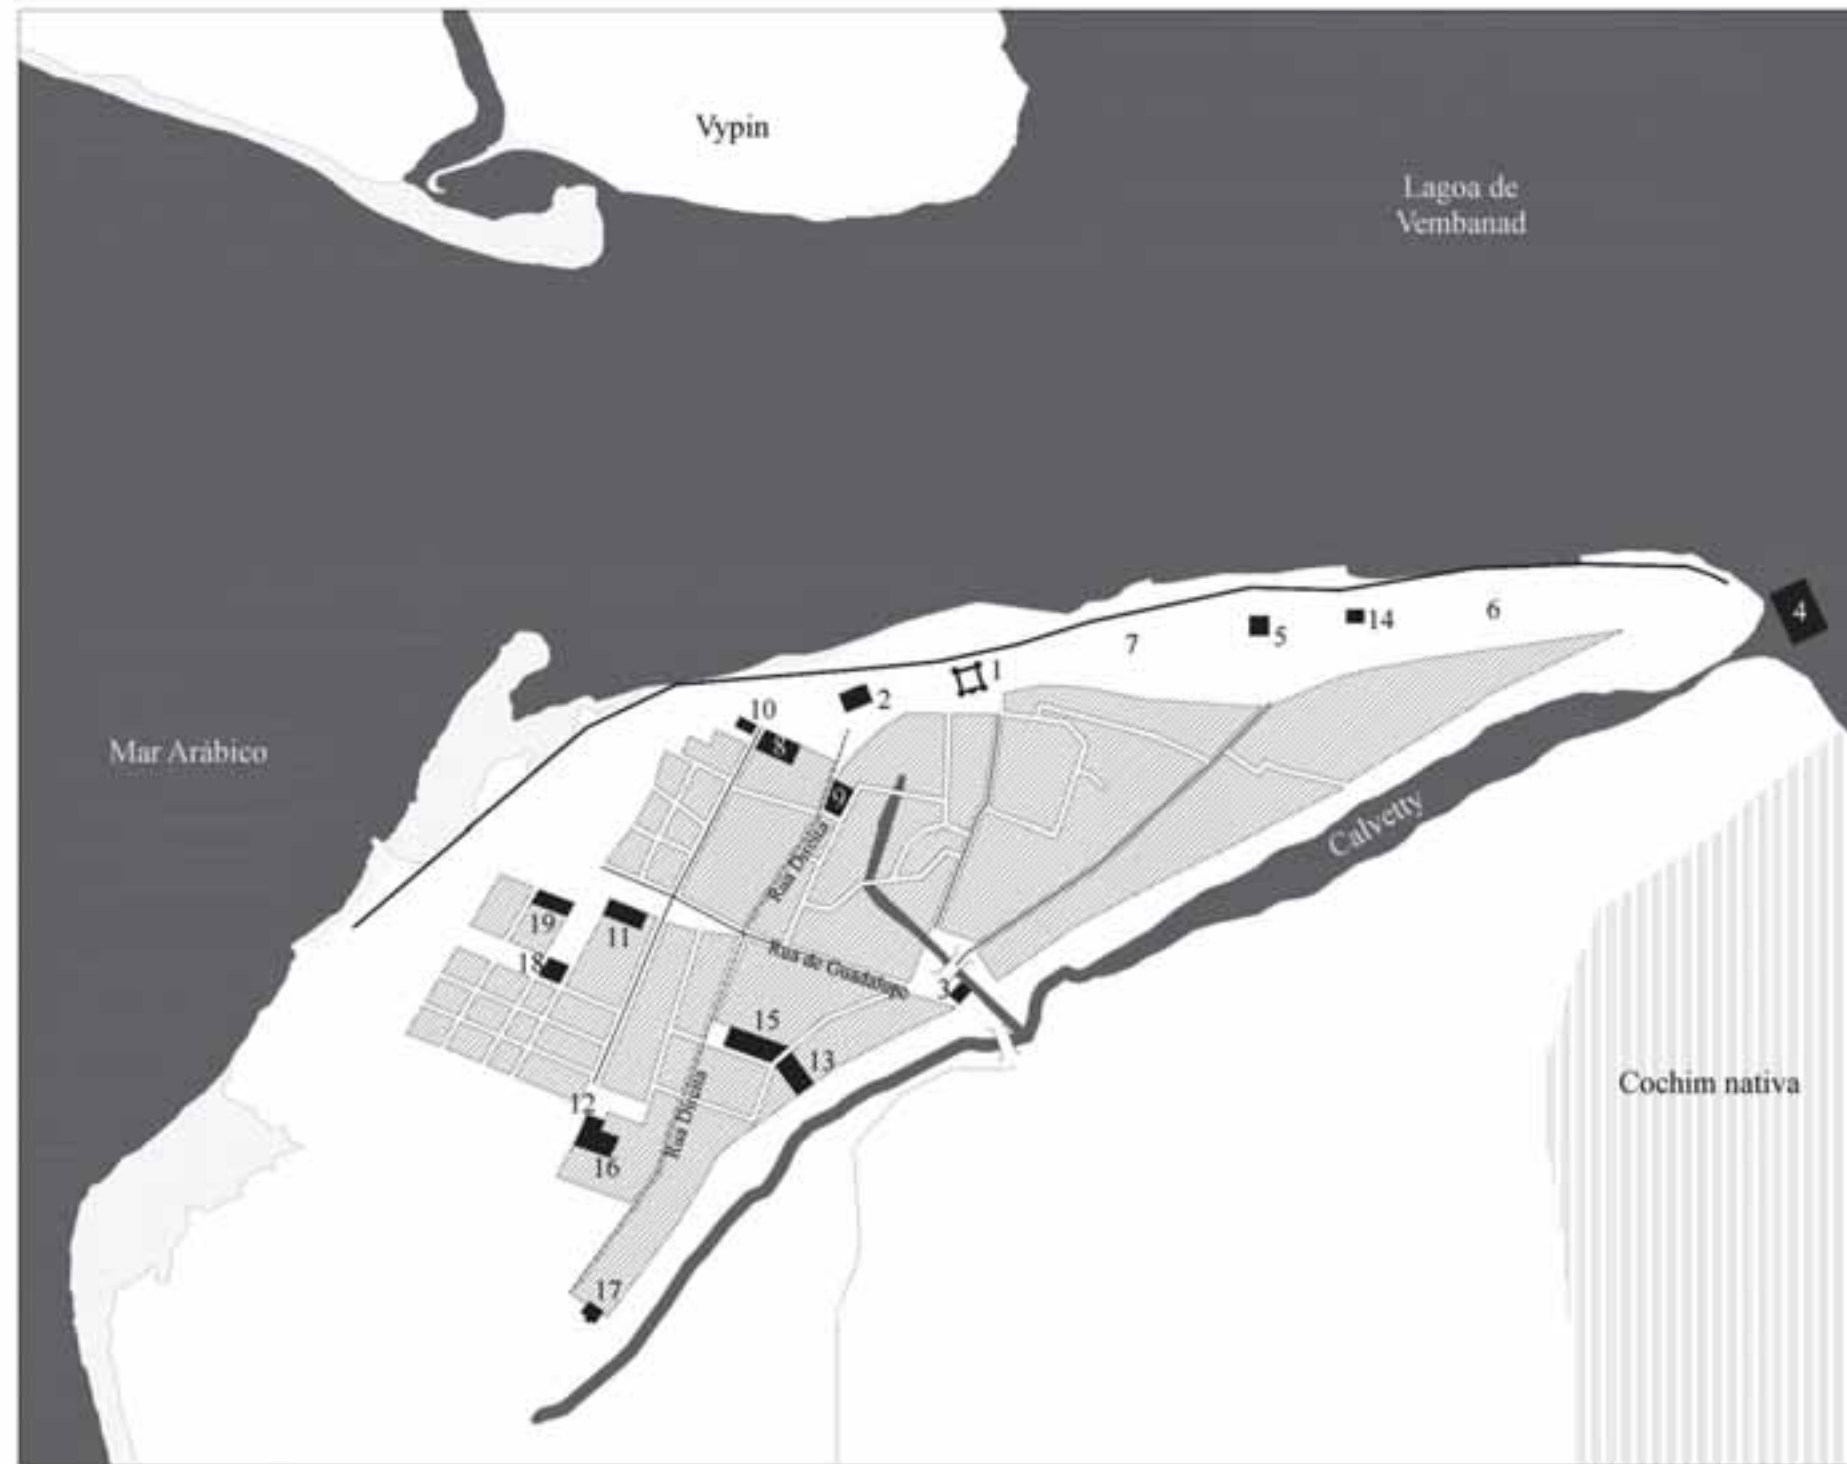 Vypin
Lagoa de
Vembanad
4
6
14
5
7
1
2
10
8
9
Mar Arábico
Rua Direita
Calvetty
19
11
18
Rua de Guadalupe
3
15
13
Cochim nativa
12
Rua Direita
16
17